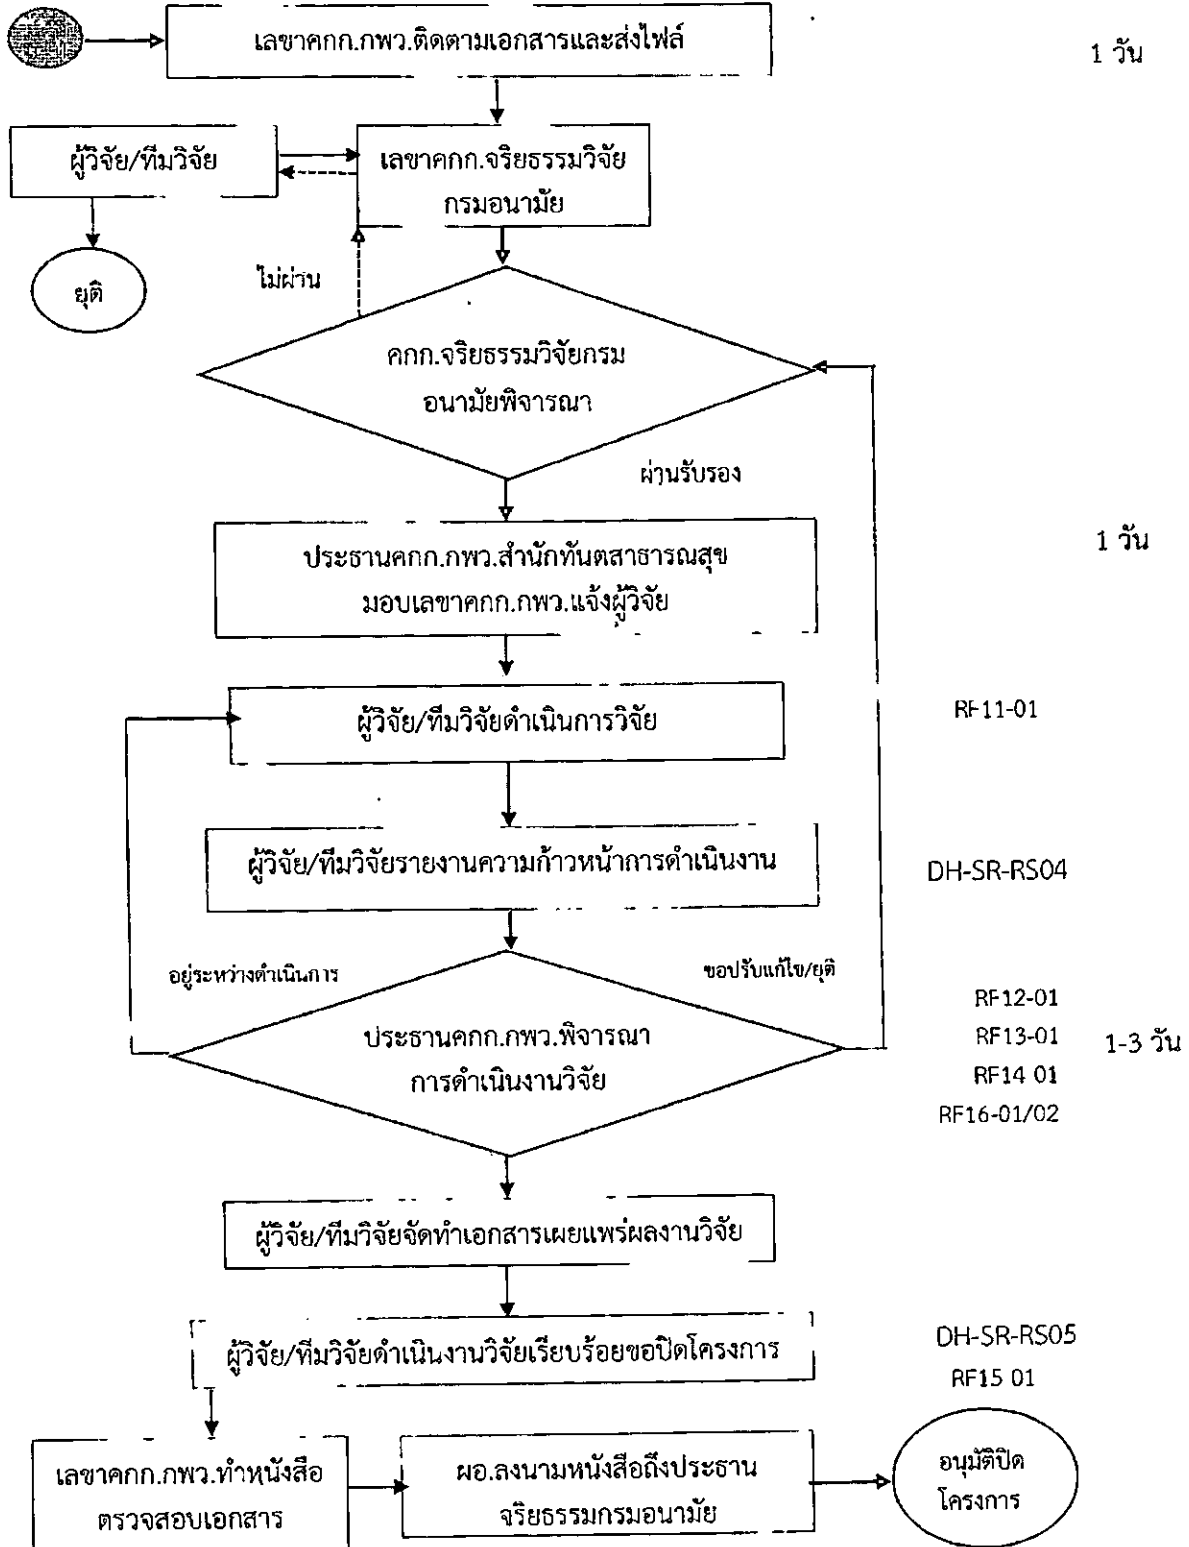 เลขาคกก.กพว.ติดตามเอกสารและส่งไฟล์
1 วัน
ผู้วิจัย/ทีมวิจัย
เลขาคกก.จริยธรรมวิจัย
กรมอนามัย
ยุติ
ไม่ผ่าน
คกก.จริยธรรมวิจัยกรม
อนามัยพิจารณา
ผ่านรับรอง
ประธานคกก.กพว.สำนักทันตสาธารณสุข
มอบเลขาคกก.กพว.แจ้งผู้วิจัย
1 วัน
ผู้วิจัย/ทีมวิจัยดำเนินการวิจัย
RF11-01
ผู้วิจัย/ทีมวิจัยรายงานความก้าวหน้าการดำเนินงาน
DH-SR-RS04
อยู่ระหว่างดำเนินการ
ขอปรับแก้ไข/ยุติ
ประธานคกก.กพว.พิจารณา
การดำเนินงานวิจัย
RF12-01
RF13-01
RF14 01
RF16-01/02
1-3 วัน
ผู้วิจัย/ทีมวิจัยจัดทำเอกสารเผยแพร่ผลงานวิจัย
ผู้วิจัย/ทีมวิจัยดำเนินงานวิจัยเรียบร้อยขอปิดโครงการ
DH-SR-RS05
RF15 01
เลขาคกก.กพว.ทำหนังสือ
ตรวจสอบเอกสาร
ผอ.ลงนามหนังสือถึงประธาน
จริยธรรมกรมอนามัย
อนุมัติปิด
โครงการ